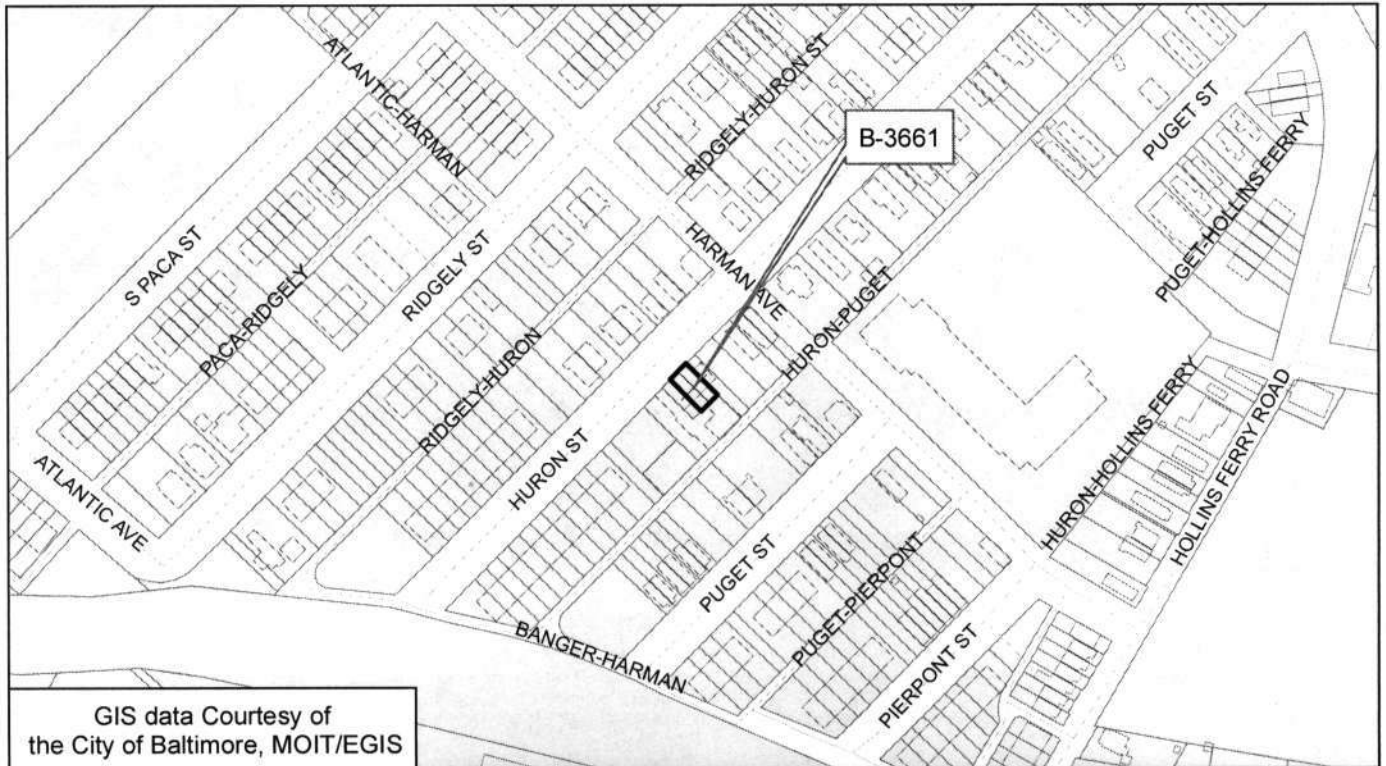 ATLANTIC-HARMAN
RIDGELY-HURON ST
B-3661
PUGET ST
PUGET-HOLLINS FERRY
S PACA ST
PACA-RIDGELY
RIDGELY ST
HARMAN AVE
HURON-PUGET
RIDGELY-HURON
HURON ST
HURON-HOLLINS FERRY
HOLLINS FERRY ROAD
ATLANTIC AVE
PUGET ST
PUGET-PIERPONT
BANGER-HARMAN
PIERPONT ST
GIS data Courtesy of
the City of Baltimore, MOIT/EGIS